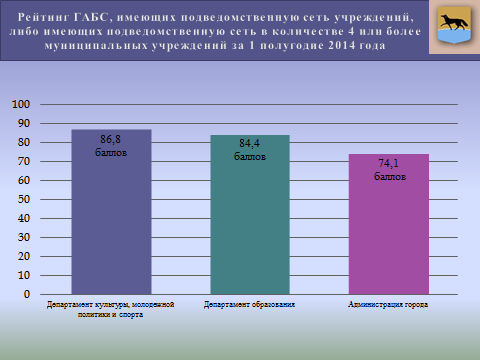 Рейтинг ГАБС, имеющих подведомственную сеть учреждений,
либо имеющих подведомственную сеть в количестве 4 или более
муниципальных учреждений за 1 полугодие 2014 года
100
90
80
70
60
50
40
30
20
10
0
86,8
баллов
84,4
баллов
74,1
баллов
Департамент культуры, молодежной
политики и спорта
Департамент образования
Администрация города